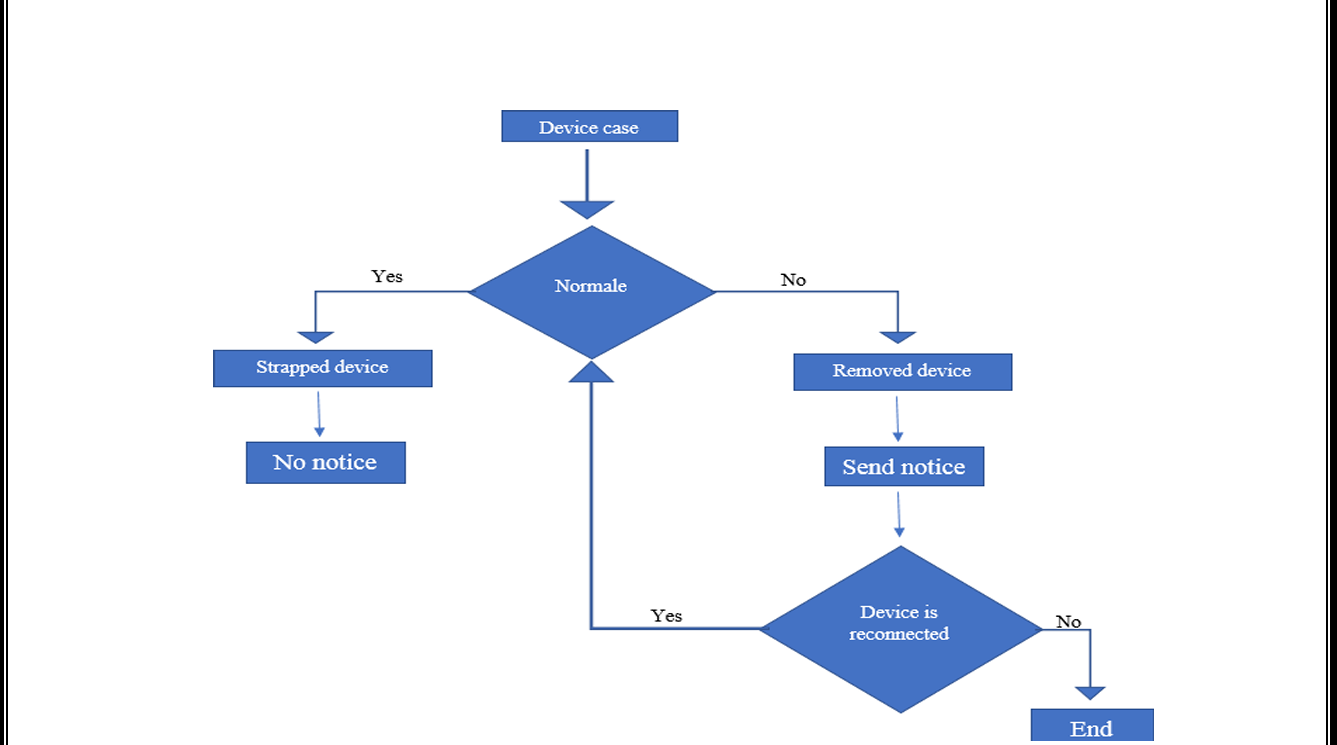 Device case
Normale
Yes
No
Strapped device
Removed device
No notice
Send notice
Device is
reconnected
Yes
No
End